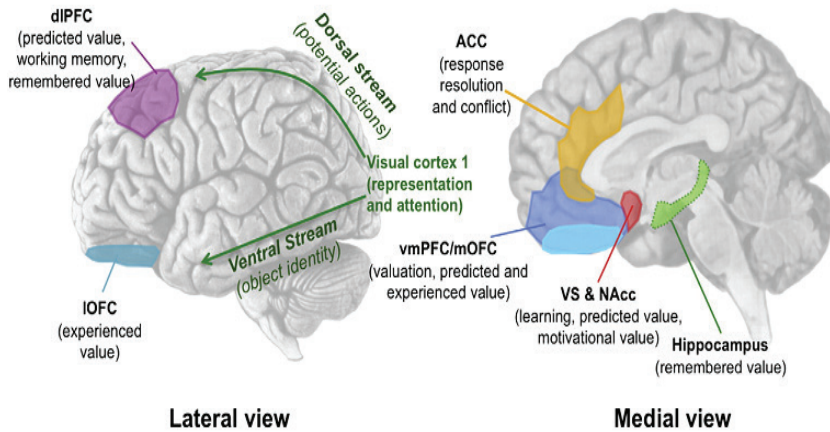 dlPFC
(predicted value,
working memory,
remembered value)
Dorsal stream
(potential actions)
Visual cortex 1
(representation
and attention)
Ventral Stream
(object identity)
lOFC
(experienced
value)
Lateral view
ACC
(response
resolution
and conflict)
vmPFC/mOFC
(valuation, predicted and
experienced value)
VS & NAcc
(learning, predicted value,
motivational value)
Hippocampus
(remembered value)
Medial view